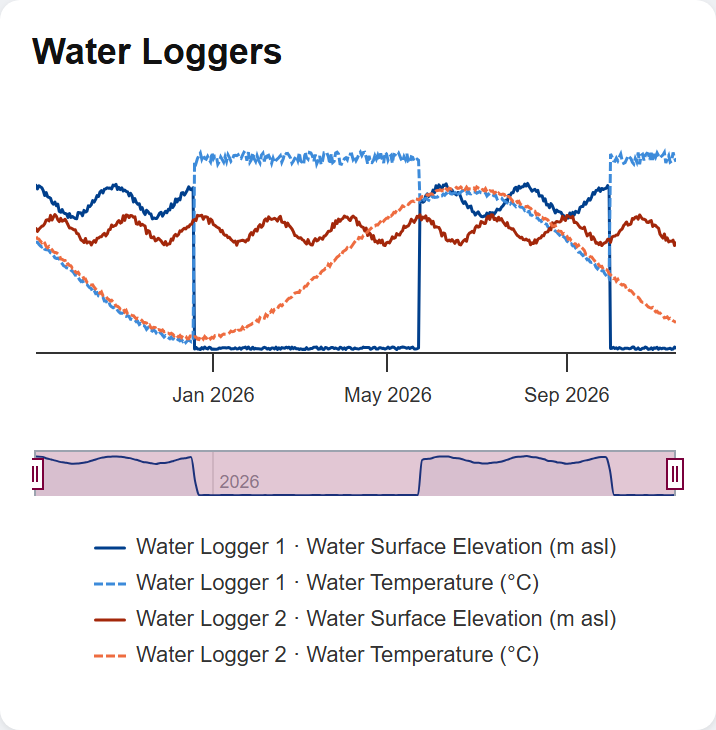 Water Loggers
Jan 2026 May 2026 Sep 2026
2026
Water Logger 1 · Water Surface Elevation (m asl)
Water Logger 1 · Water Temperature (°C)
Water Logger 2 · Water Surface Elevation (m asl)
Water Logger 2 · Water Temperature (°C)